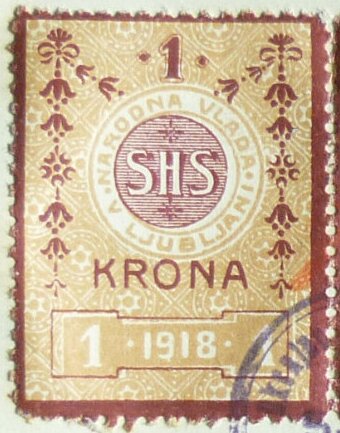 ·1·
NARODNA VLADA
V LJUBLJANI
SHS
KRONA
1 ·1918· 1